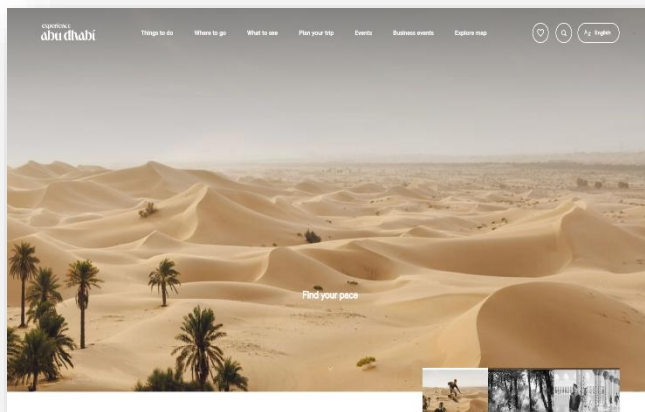 experience
abu dhabi
Things to do
Where to go
What to see
Plan your trip
Events
Business events
Explore map
English
Find your pace